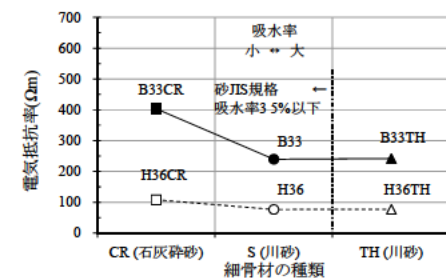 電気抵抗率(Ωm)
700
600
500
400
300
200
100
0
吸水率
小 ↔ 大
砂JIS規格 ←
吸水率3 5%以下
B33CR
B33
B33TH
H36CR
H36
H36TH
CR (石灰砕砂)
S (川砂)
TH (川砂)
細骨材の種類